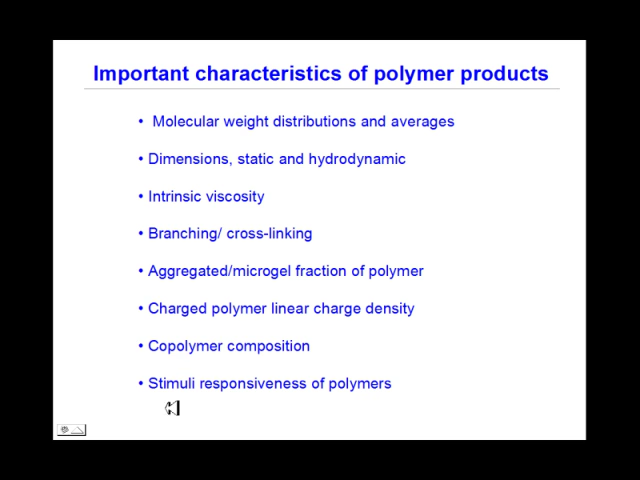 Important characteristics of polymer products
• Molecular weight distributions and averages
• Dimensions, static and hydrodynamic
• Intrinsic viscosity
• Branching/ cross-linking
• Aggregated/microgel fraction of polymer
• Charged polymer linear charge density
• Copolymer composition
• Stimuli responsiveness of polymers